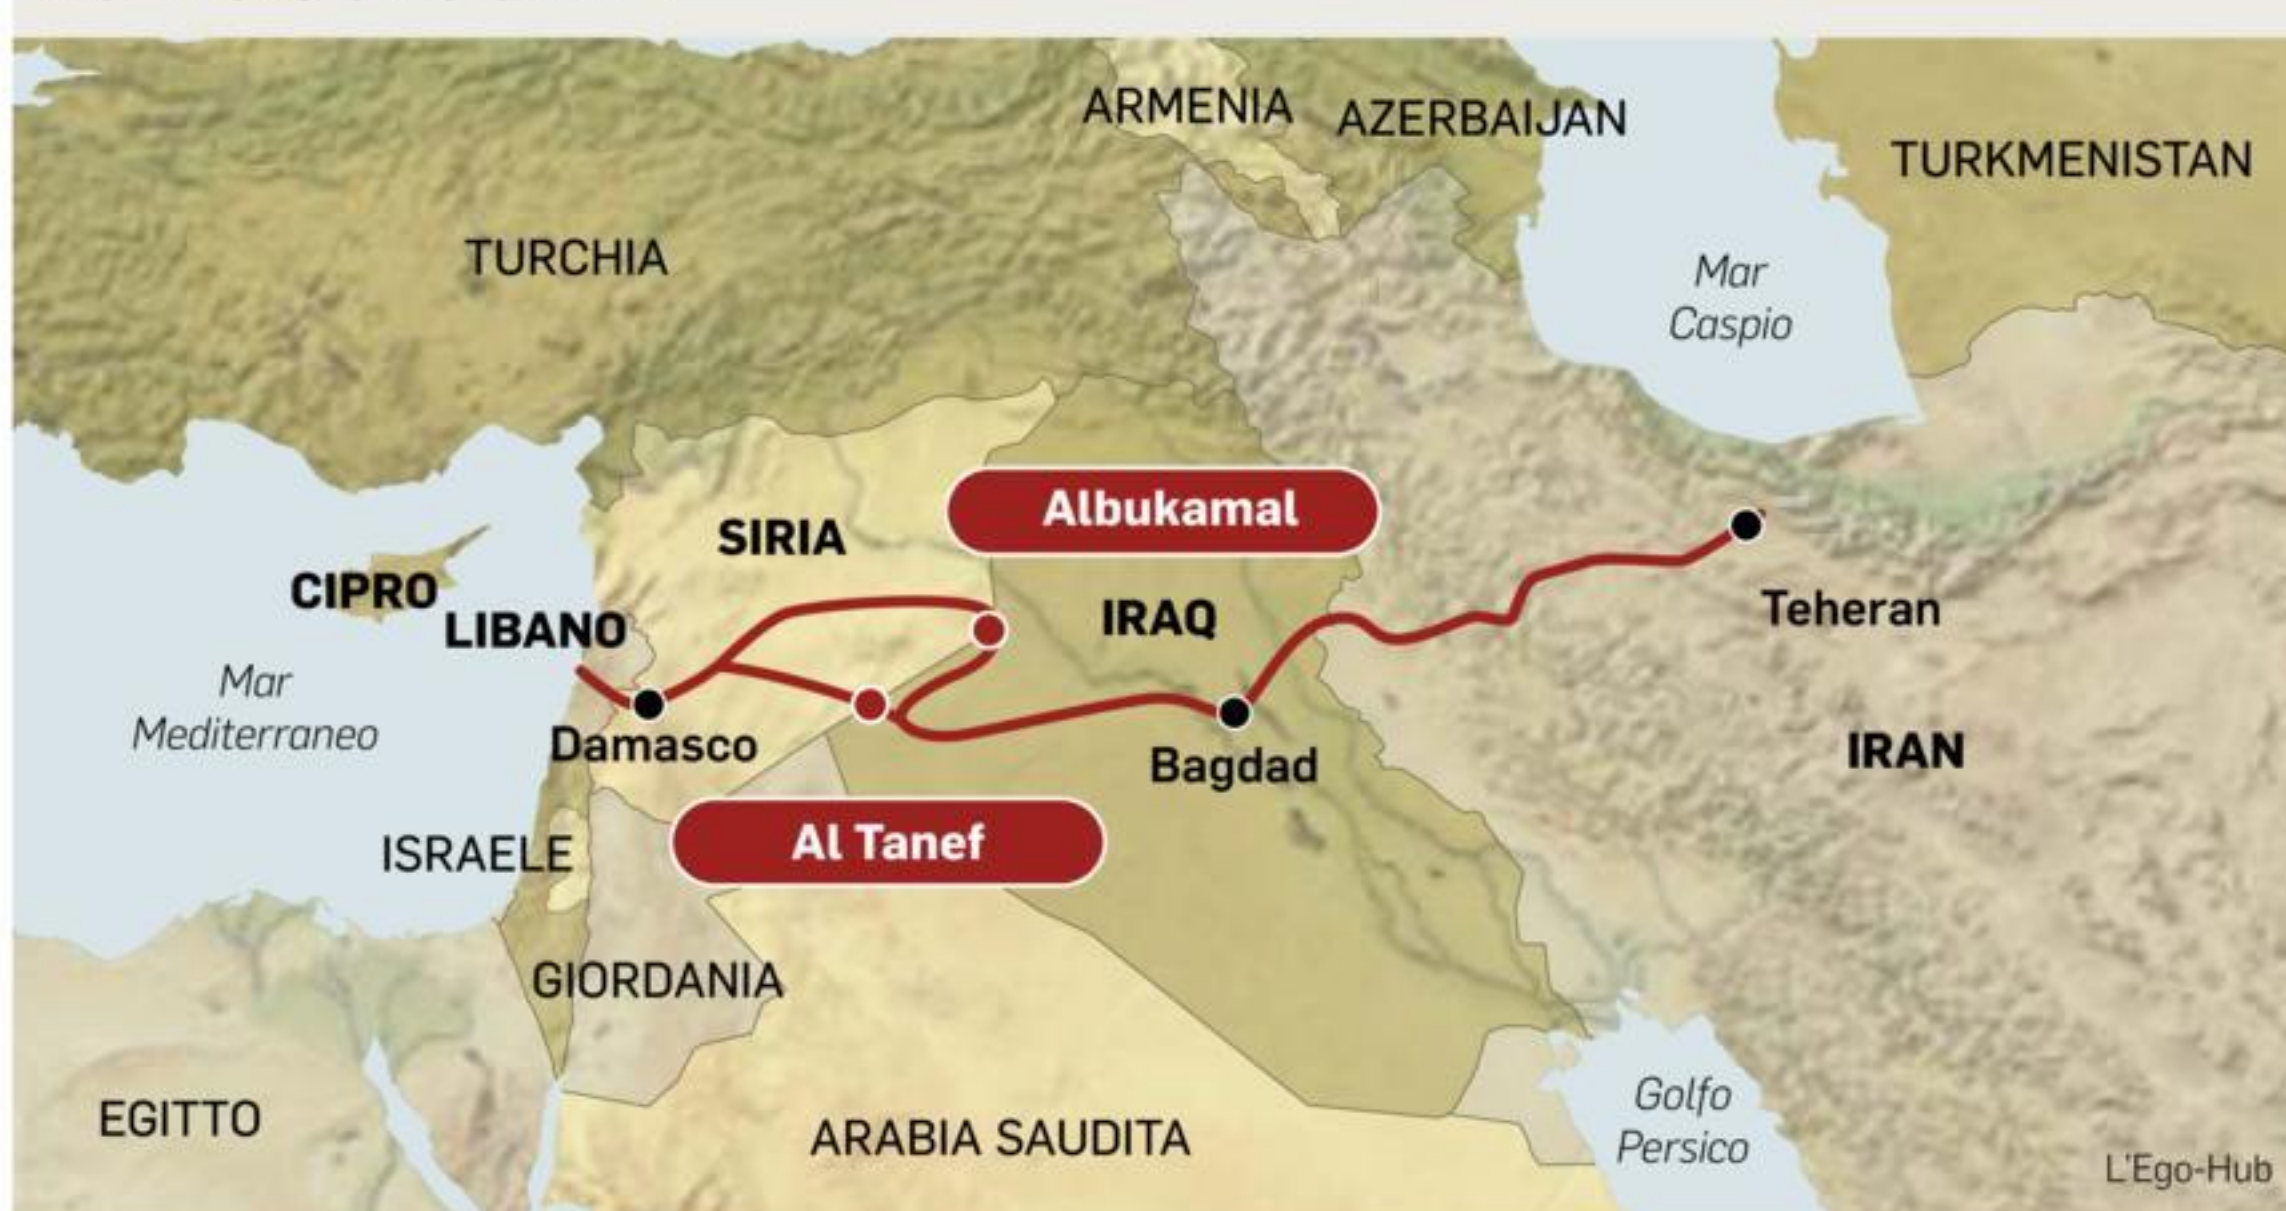 ARMENIA
AZERBAIJAN
TURKMENISTAN
TURCHIA
Mar
Caspio
Albukamal
SIRIA
CIPRO
LIBANO
IRAQ
Teheran
Mar
Mediterraneo
Damasco
Bagdad
IRAN
Al Tanef
ISRAELE
GIORDANIA
EGITTO
ARABIA SAUDITA
Golfo
Persico
L'Ego-Hub